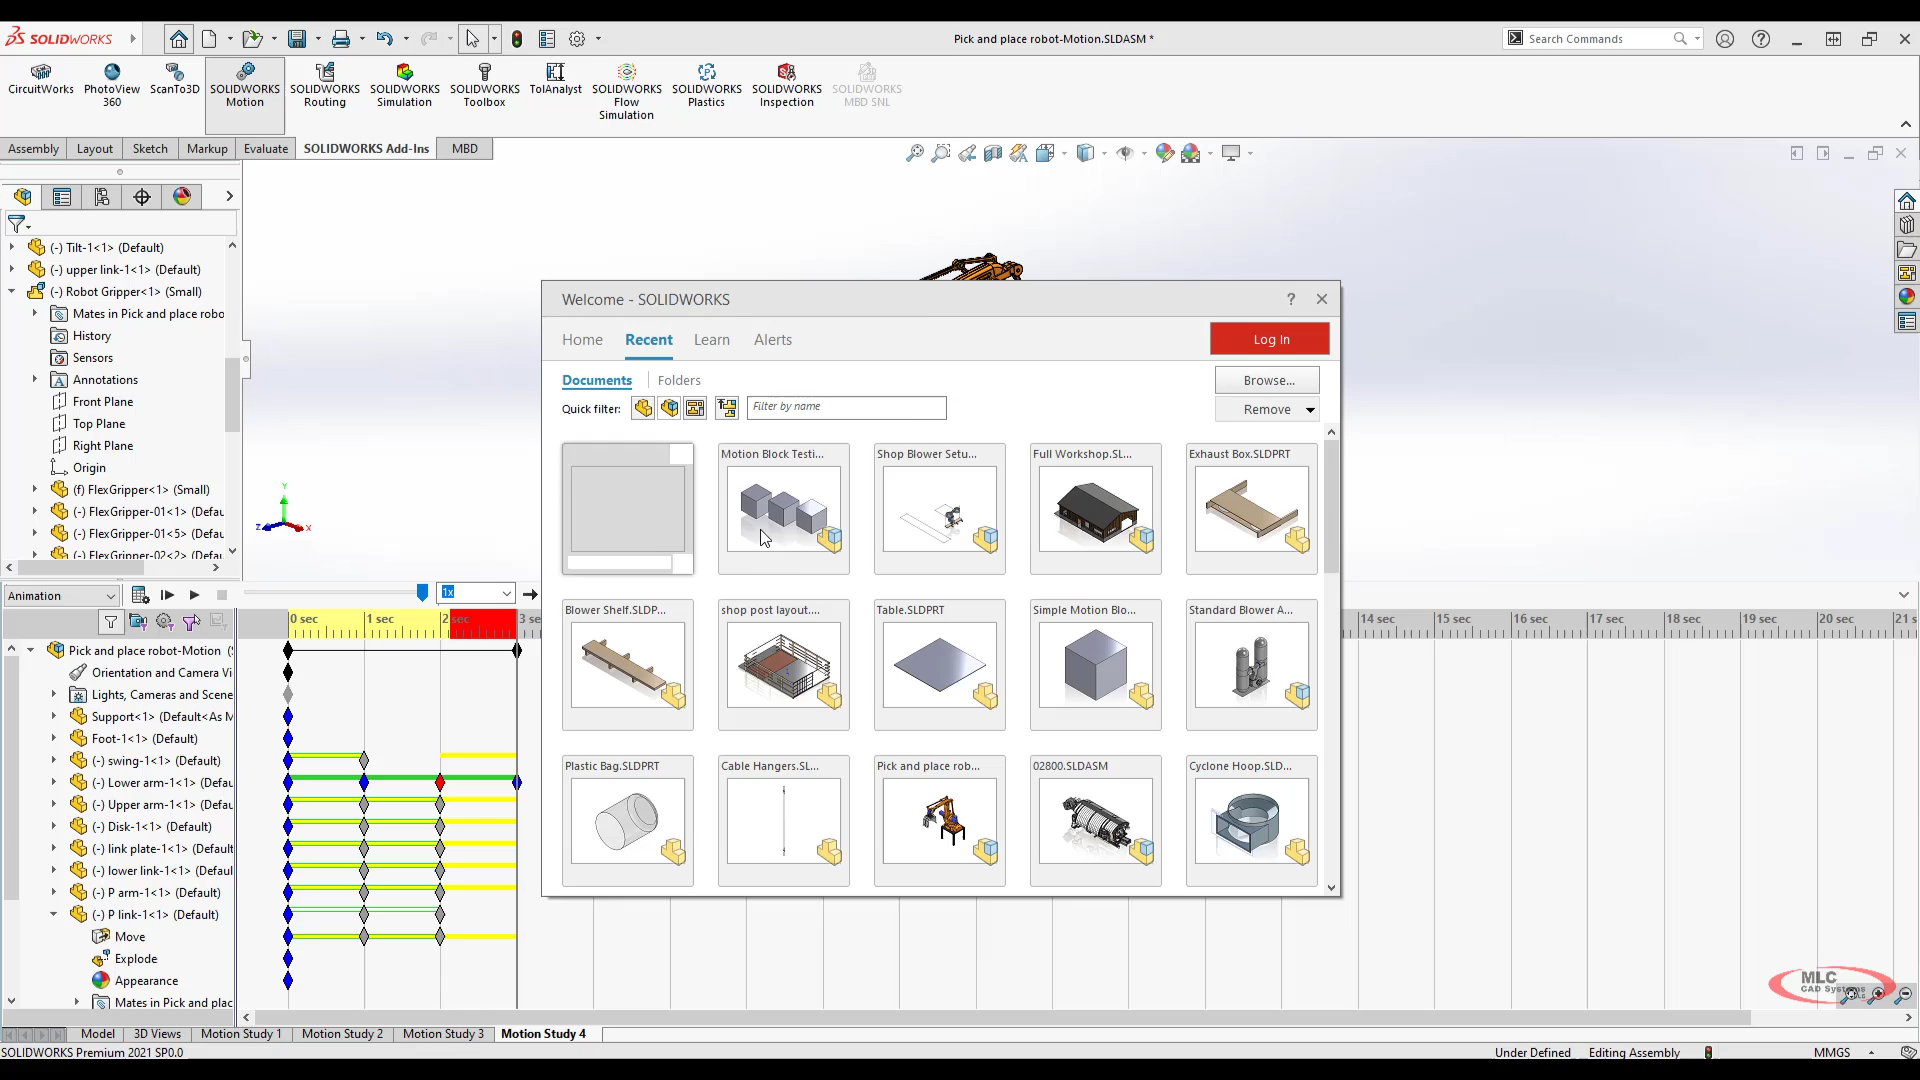 SOLIDWORKS
Pick and place robot-Motion.SLDASM *
Search Commands
CircuitWorks
PhotoView 360
ScanTo3D
SOLIDWORKS Motion
SOLIDWORKS Routing
SOLIDWORKS Simulation
SOLIDWORKS Toolbox
TolAnalyst
SOLIDWORKS Flow Simulation
SOLIDWORKS Plastics
SOLIDWORKS Inspection
SOLIDWORKS MBD SNL
Assembly
Layout
Sketch
Markup
Evaluate
SOLIDWORKS Add-Ins
MBD
(-) Tilt-1<1> (Default)
(-) upper link-1<1> (Default)
(-) Robot Gripper<1> (Small)
Mates in Pick and place robo
History
Sensors
Annotations
Front Plane
Top Plane
Right Plane
Origin
(f) FlexGripper<1> (Small)
(-) FlexGripper-01<1> (Defau
(-) FlexGripper-01<5> (Defau
(-) FlexGripper-02<2> (Defau
Y
Z
X
Welcome - SOLIDWORKS
?
Home
Recent
Learn
Alerts
Log In
Documents
Folders
Browse...
Quick filter:
Filter by name
Remove
Motion Block Testi...
Shop Blower Setu...
Full Workshop.SL...
Exhaust Box.SLDPRT
Blower Shelf.SLDP...
shop post layout....
Table.SLDPRT
Simple Motion Blo...
Standard Blower A...
Plastic Bag.SLDPRT
Cable Hangers.SL...
Pick and place rob...
02800.SLDASM
Cyclone Hoop.SLD...
Animation
1x
0 sec
1 sec
2 sec
3 se
14 sec
15 sec
16 sec
17 sec
18 sec
19 sec
20 sec
21 s
Pick and place robot-Motion (S
Orientation and Camera Vi
Lights, Cameras and Scene
Support<1> (Default<As M
Foot-1<1> (Default)
(-) swing-1<1> (Default)
(-) Lower arm-1<1> (Defau
(-) Upper arm-1<1> (Defau
(-) Disk-1<1> (Default)
(-) link plate-1<1> (Default)
(-) lower link-1<1> (Default)
(-) P arm-1<1> (Default)
(-) P link-1<1> (Default)
Move
Explode
Appearance
Mates in Pick and plac
MLC
CAD Systems
Model
3D Views
Motion Study 1
Motion Study 2
Motion Study 3
Motion Study 4
SOLIDWORKS Premium 2021 SP0.0
Under Defined
Editing Assembly
MMGS